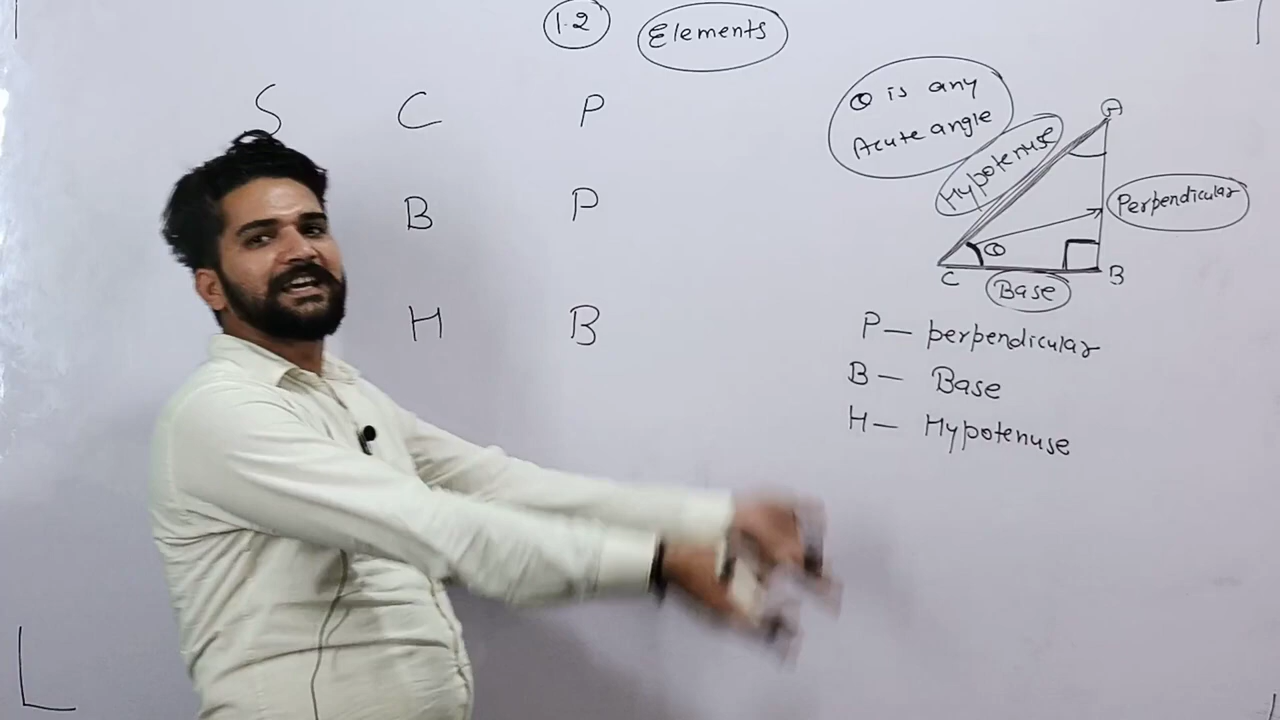 1.2 Elements
S C P
B P
H B
θ is any
Acute angle
Hypotenuse
A
Perpendicular
θ
C
Base
B
P — perpendicular
B — Base
H — Hypotenuse